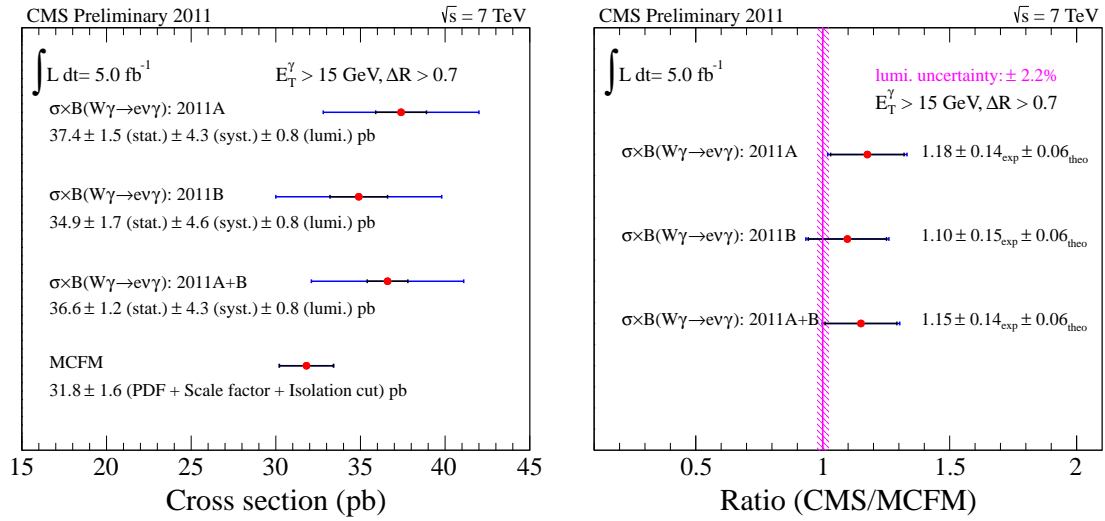 CMS Preliminary 2011 √s = 7 TeV
∫L dt= 5.0 fb⁻¹ E_T^γ > 15 GeV, ΔR > 0.7
σ×B(Wγ→eνγ): 2011A
37.4 ± 1.5 (stat.) ± 4.3 (syst.) ± 0.8 (lumi.) pb
σ×B(Wγ→eνγ): 2011B
34.9 ± 1.7 (stat.) ± 4.6 (syst.) ± 0.8 (lumi.) pb
σ×B(Wγ→eνγ): 2011A+B
36.6 ± 1.2 (stat.) ± 4.3 (syst.) ± 0.8 (lumi.) pb
MCFM
31.8 ± 1.6 (PDF + Scale factor + Isolation cut) pb
15 20 25 30 35 40 45
Cross section (pb)
CMS Preliminary 2011 √s = 7 TeV
∫L dt= 5.0 fb⁻¹ lumi. uncertainty: ± 2.2%
E_T^γ > 15 GeV, ΔR > 0.7
σ×B(Wγ→eνγ): 2011A 1.18 ± 0.14_exp ± 0.06_theo
σ×B(Wγ→eνγ): 2011B 1.10 ± 0.15_exp ± 0.06_theo
σ×B(Wγ→eνγ): 2011A+B 1.15 ± 0.14_exp ± 0.06_theo
0.5 1 1.5 2
Ratio (CMS/MCFM)